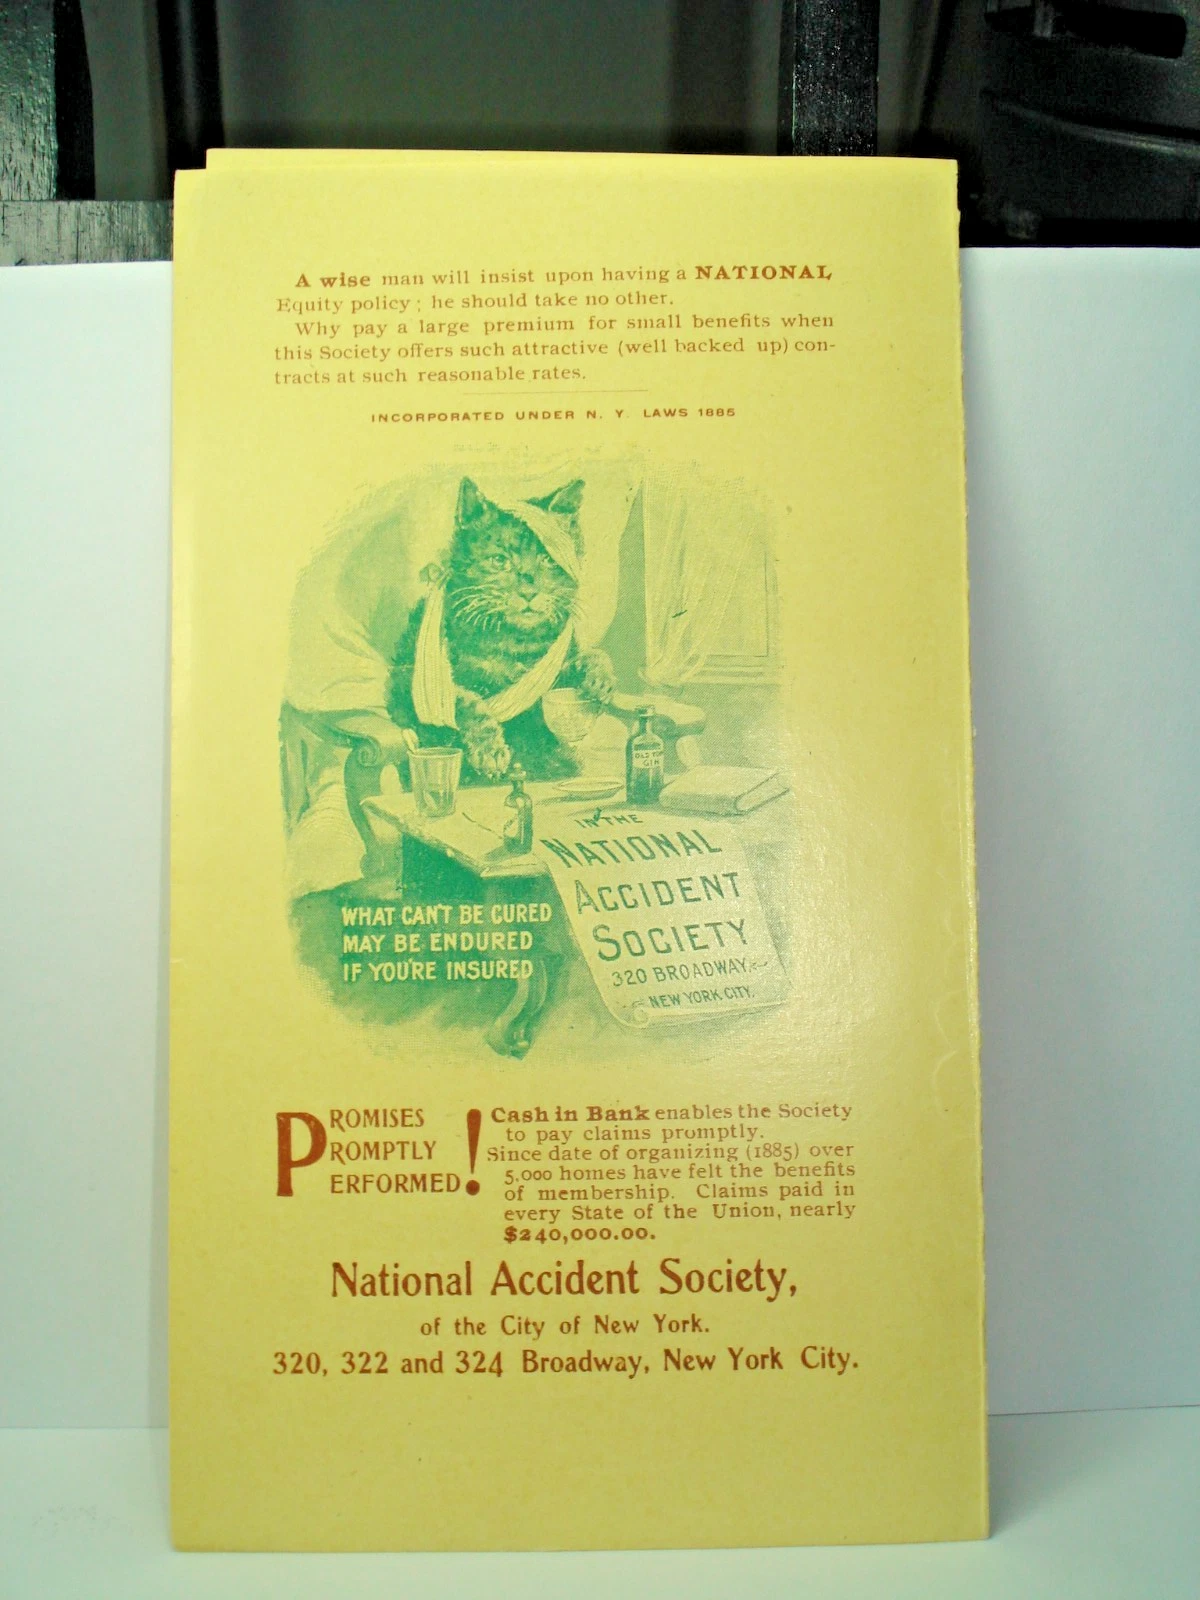 A wise man will insist upon having a NATIONAL
Equity policy; he should take no other.
Why pay a large premium for small benefits when
this Society offers such attractive (well backed up) con-
tracts at such reasonable rates.
INCORPORATED UNDER N. Y. LAWS 1885
OLD TOM
GIN
IN THE
NATIONAL
ACCIDENT
SOCIETY
320 BROADWAY
NEW YORK CITY.
WHAT CAN'T BE CURED
MAY BE ENDURED
IF YOU'RE INSURED
PROMISES
PROMPTLY
PERFORMED!
Cash in Bank enables the Society
to pay claims promptly.
Since date of organizing (1885) over
5,000 homes have felt the benefits
of membership. Claims paid in
every State of the Union, nearly
$240,000.00.
National Accident Society,
of the City of New York.
320, 322 and 324 Broadway, New York City.